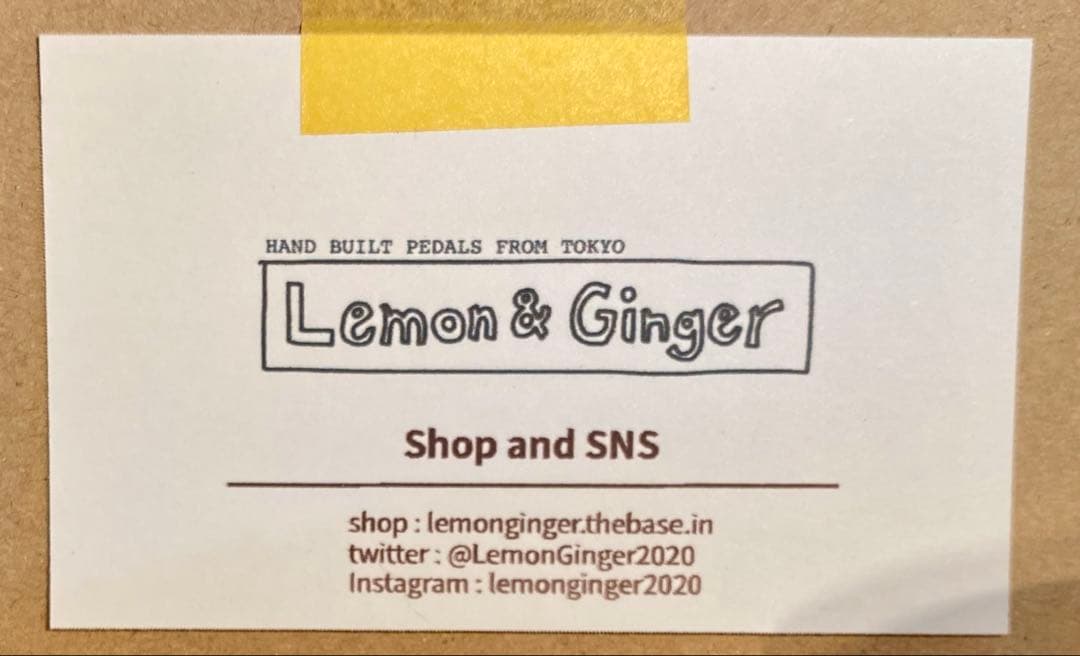 HAND BUILT PEDALS FROM TOKYO
Lemon & Ginger
Shop and SNS
shop : lemonginger.thebase.in
twitter : @LemonGinger2020
Instagram : lemonginger2020